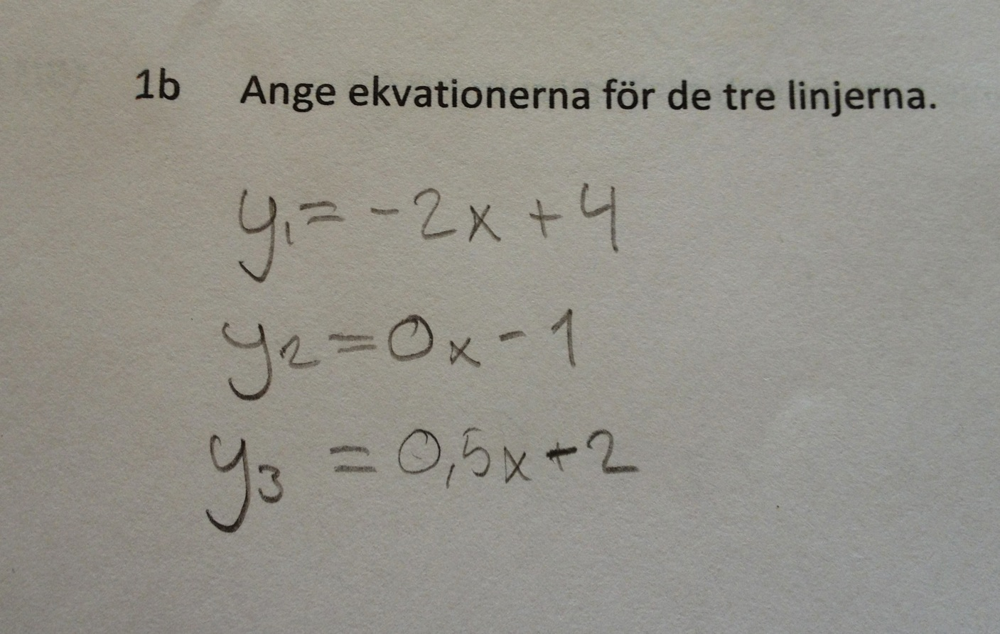 1b Ange ekvationerna för de tre linjerna.
y₁ = -2x + 4
y₂ = 0x - 1
y₃ = 0,5x + 2